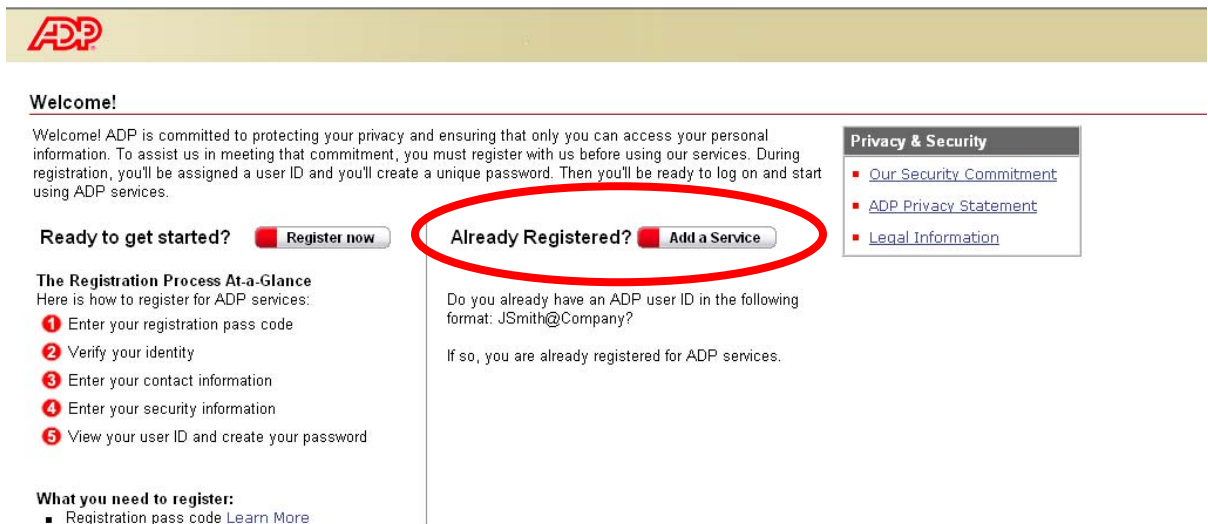 ADP
Welcome!
Welcome! ADP is committed to protecting your privacy and ensuring that only you can access your personal
information. To assist us in meeting that commitment, you must register with us before using our services. During
registration, you'll be assigned a user ID and you'll create a unique password. Then you'll be ready to log on and start
using ADP services.
Ready to get started? Register now
The Registration Process At-a-Glance
Here is how to register for ADP services:
1 Enter your registration pass code
2 Verify your identity
3 Enter your contact information
4 Enter your security information
5 View your user ID and create your password
What you need to register:
Registration pass code Learn More
Already Registered? Add a Service
Do you already have an ADP user ID in the following
format: JSmith@Company?
If so, you are already registered for ADP services.
Privacy & Security
Our Security Commitment
ADP Privacy Statement
Legal Information